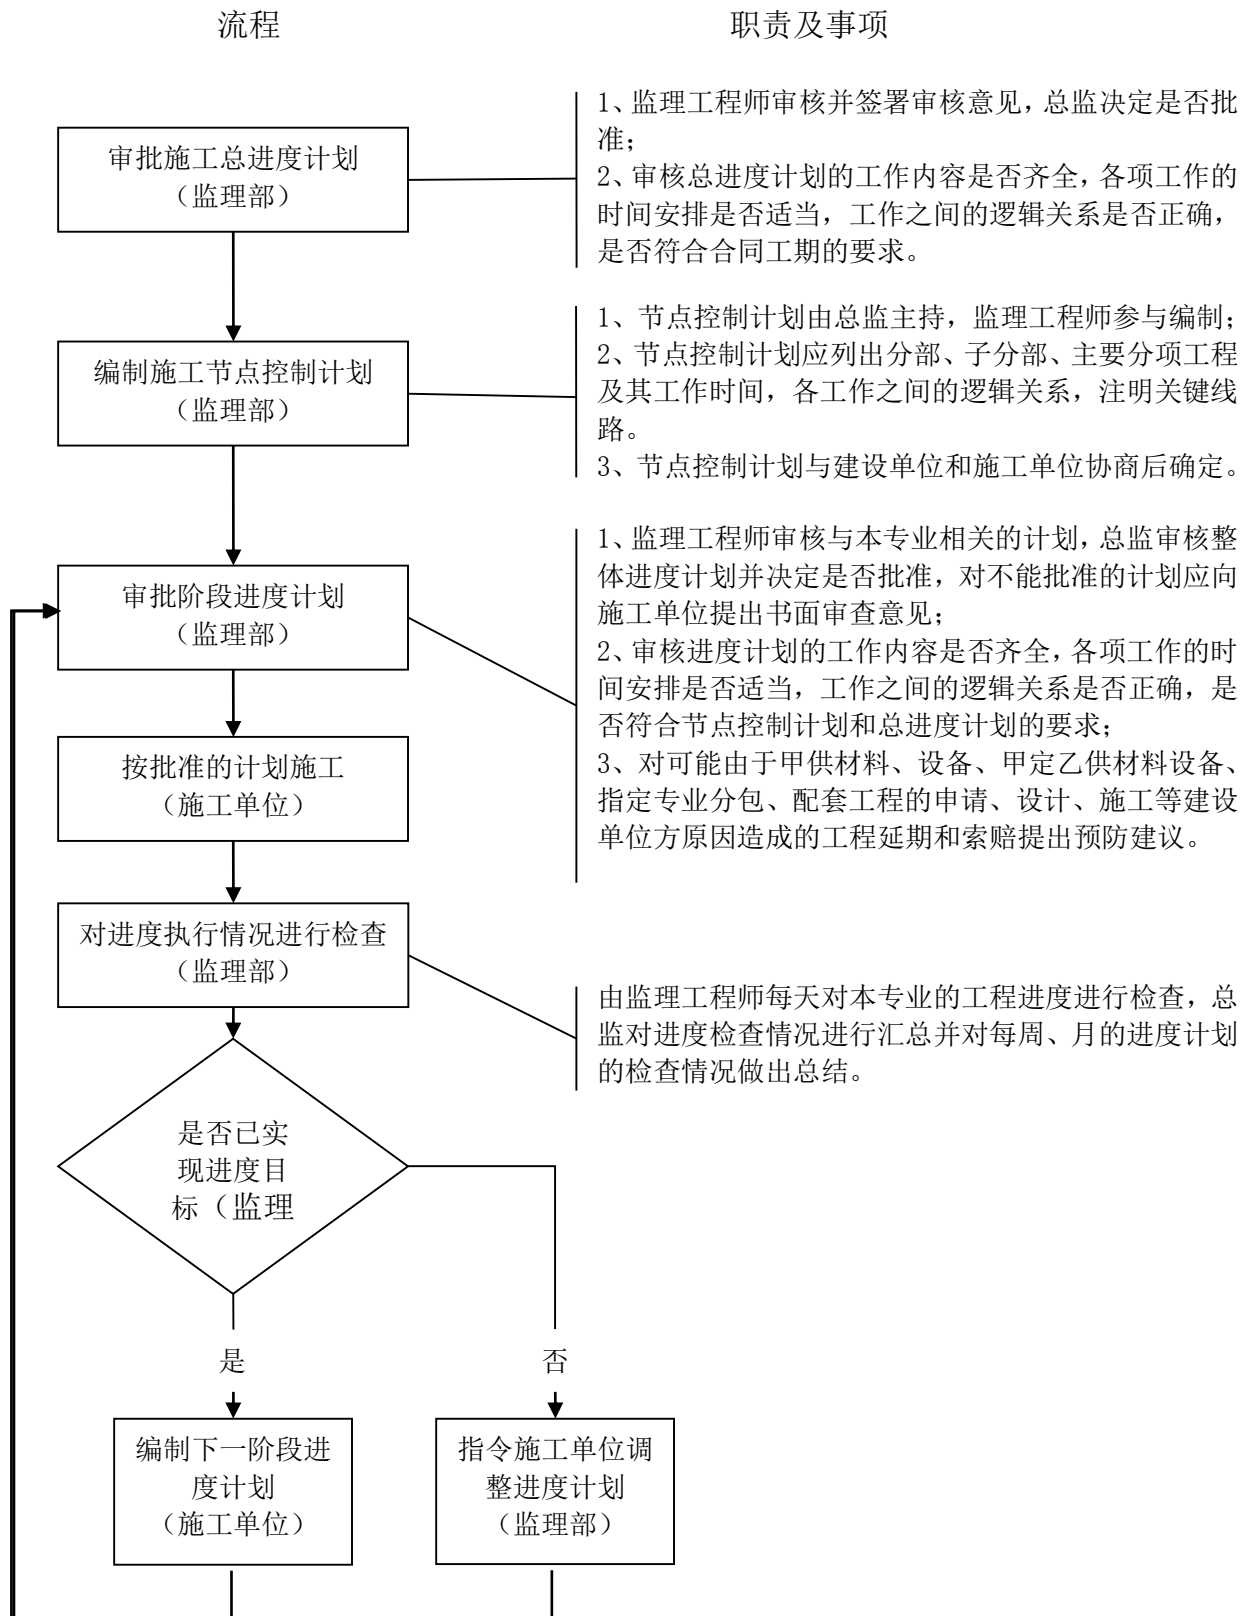 流程
职责及事项
审批施工总进度计划
（监理部）
1、监理工程师审核并签署审核意见，总监决定是否批
准；
2、审核总进度计划的工作内容是否齐全，各项工作的
时间安排是否适当，工作之间的逻辑关系是否正确，
是否符合合同工期的要求。
编制施工节点控制计划
（监理部）
1、节点控制计划由总监主持，监理工程师参与编制；
2、节点控制计划应列出分部、子分部、主要分项工程
及其工作时间，各工作之间的逻辑关系，注明关键线
路。
3、节点控制计划与建设单位和施工单位协商后确定。
审批阶段进度计划
（监理部）
1、监理工程师审核与本专业相关的计划，总监审核整
体进度计划并决定是否批准，对不能批准的计划应向
施工单位提出书面审查意见；
2、审核进度计划的工作内容是否齐全，各项工作的时
间安排是否适当，工作之间的逻辑关系是否正确，是
否符合节点控制计划和总进度计划的要求；
3、对可能由于甲供材料、设备、甲定乙供材料设备、
指定专业分包、配套工程的申请、设计、施工等建设
单位方原因造成的工程延期和索赔提出预防建议。
按批准的计划施工
（施工单位）
对进度执行情况进行检查
（监理部）
由监理工程师每天对本专业的工程进度进行检查，总
监对进度检查情况进行汇总并对每周、月的进度计划
的检查情况做出总结。
是否已实
现进度目
标（监理
是
否
编制下一阶段进
度计划
（施工单位）
指令施工单位调
整进度计划
（监理部）